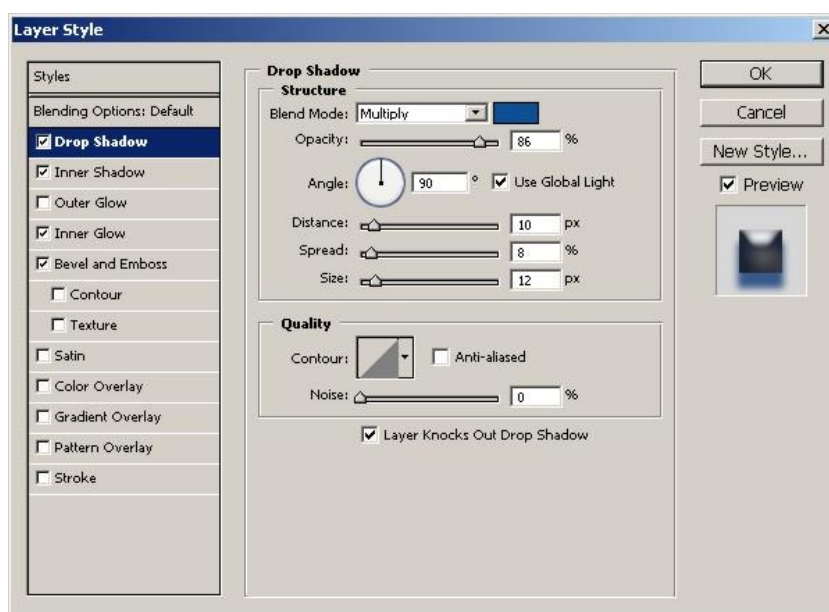 Layer Style
Styles
Blending Options: Default
Drop Shadow
Inner Shadow
Outer Glow
Inner Glow
Bevel and Emboss
Contour
Texture
Satin
Color Overlay
Gradient Overlay
Pattern Overlay
Stroke
Drop Shadow
Structure
Blend Mode: Multiply
Opacity: 86 %
Angle: 90 ° Use Global Light
Distance: 10 px
Spread: 8 %
Size: 12 px
Quality
Contour: Anti-aliased
Noise: 0 %
Layer Knocks Out Drop Shadow
OK
Cancel
New Style...
Preview